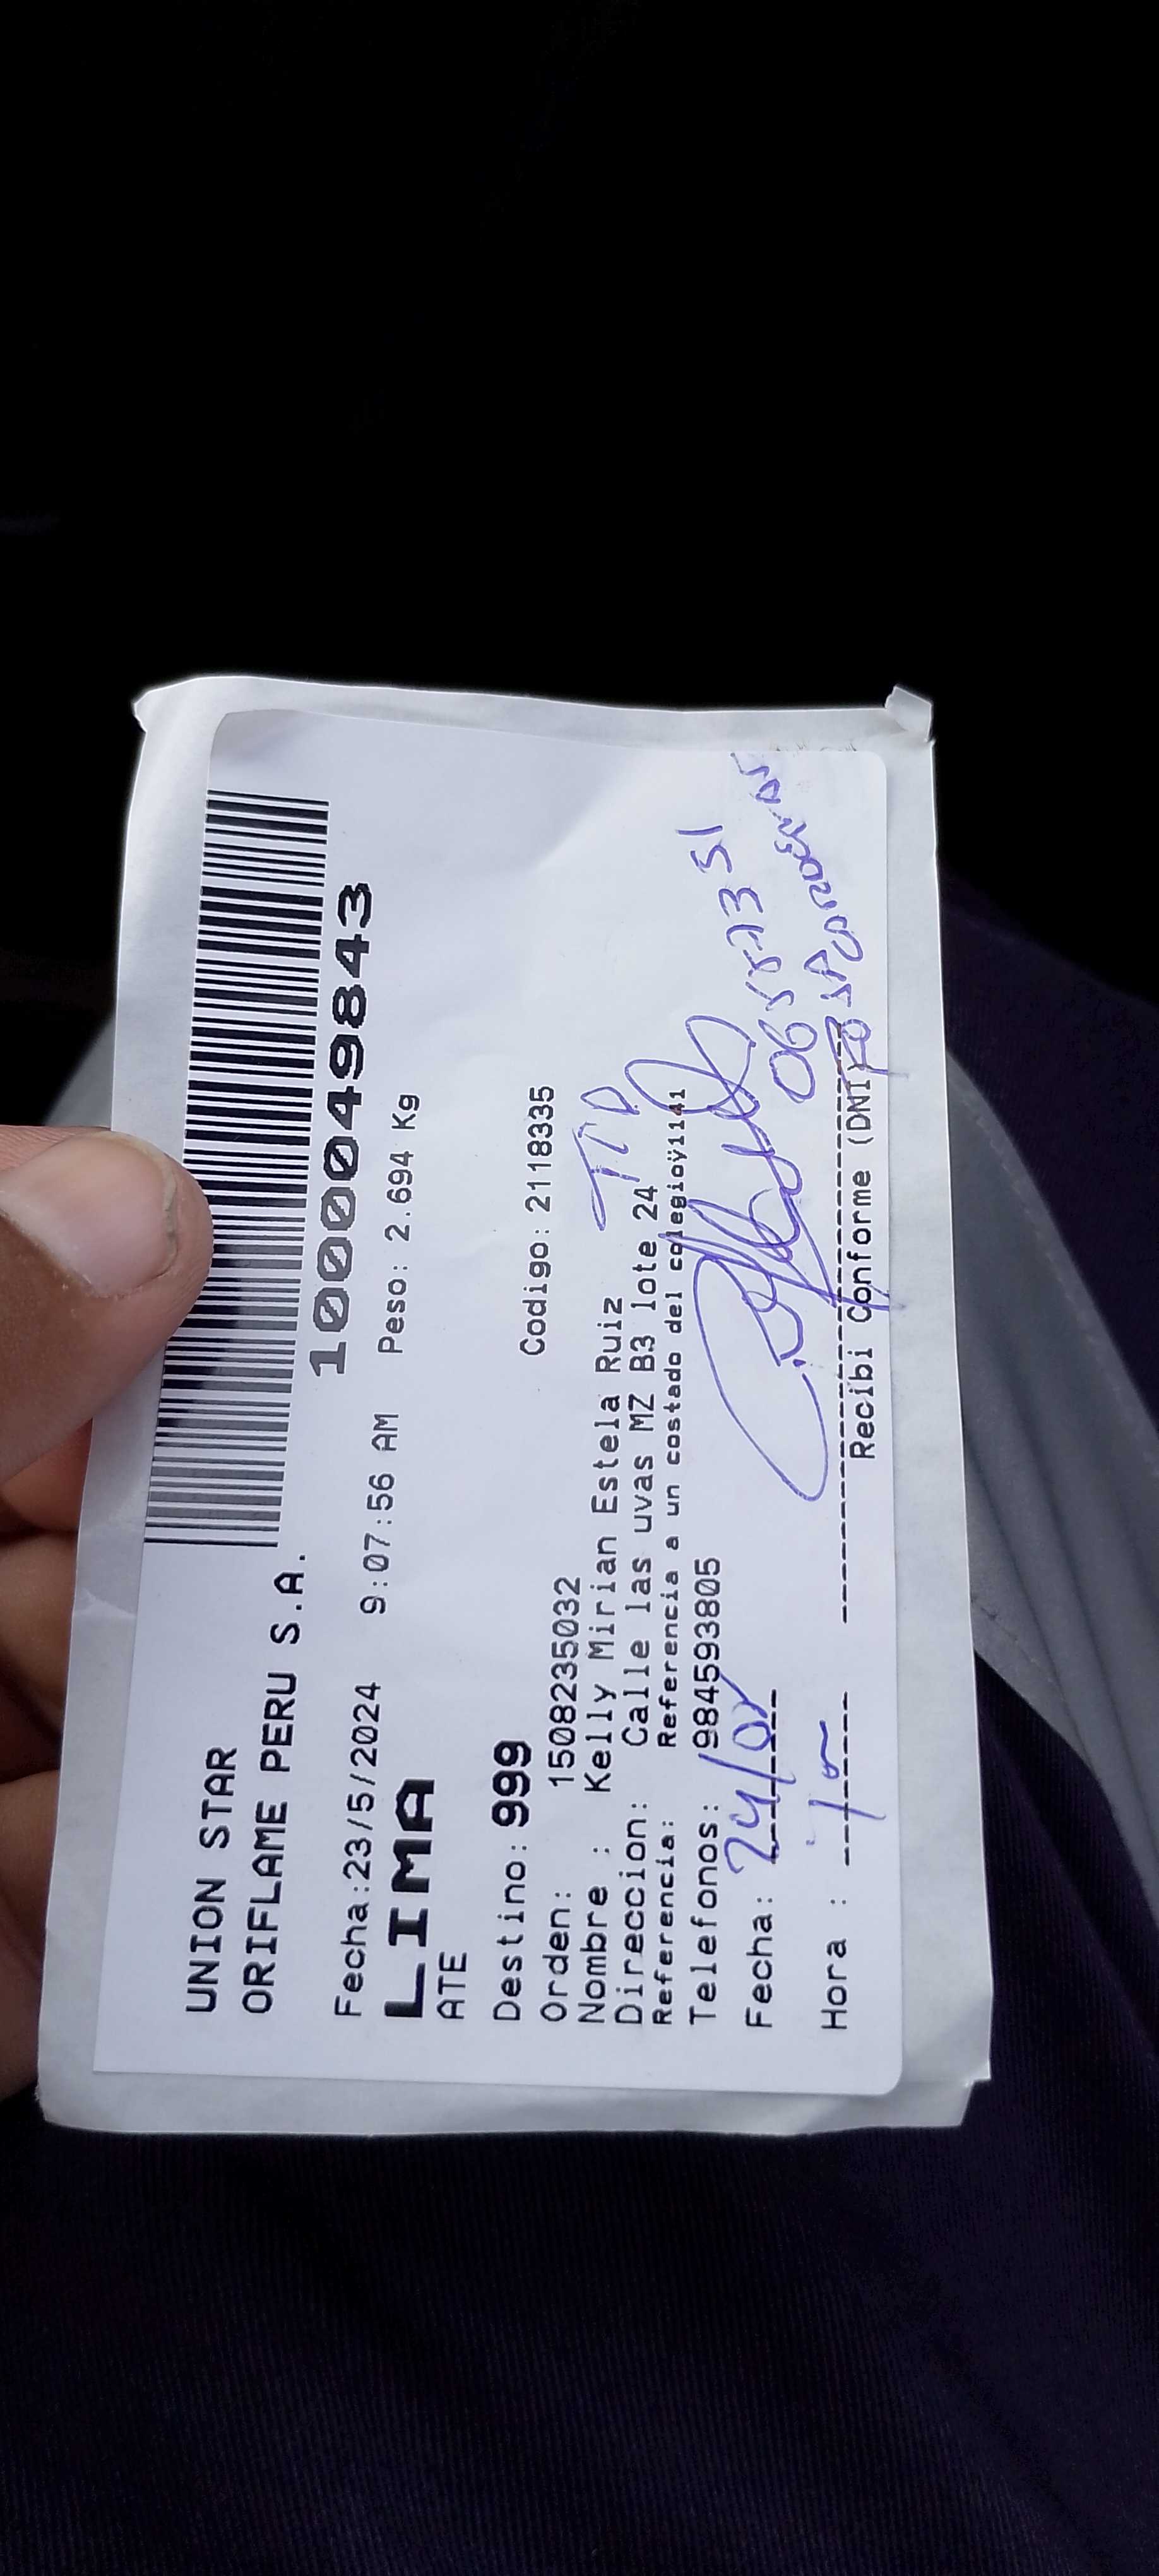 UNION STAR
ORIFLAME PERU S.A.
1000049843
Fecha:23/5/2024 9:07:56 AM Peso: 2.694 Kg
LIMA
ATE
Destino: 999 Codigo: 2118335
Orden: 1508235032
Nombre : Kelly Mirian Estela Ruiz
Direccion: Calle las uvas MZ B3 lote 24
Referencia: Referencia a un costado del colegioÿ1141
Telefonos: 984593805
Fecha: 24/05
Hora :
Recibi Conforme (DNI)